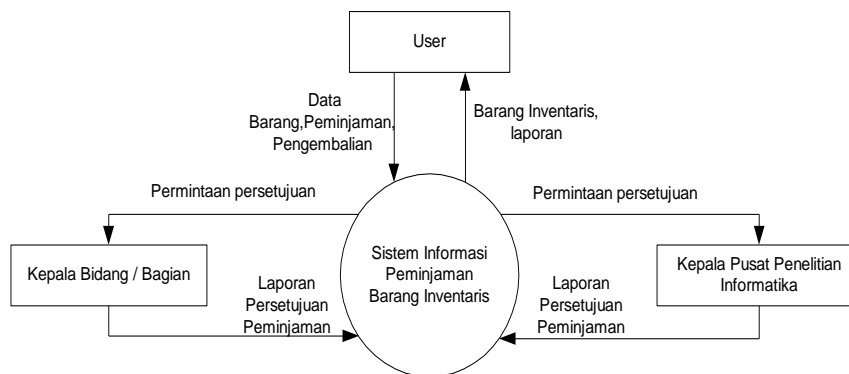 User
Data
Barang,Peminjaman,
Pengembalian
Barang Inventaris,
laporan
Permintaan persetujuan
Permintaan persetujuan
Kepala Bidang / Bagian
Sistem Informasi
Peminjaman
Barang Inventaris
Kepala Pusat Penelitian
Informatika
Laporan
Persetujuan
Peminjaman
Laporan
Persetujuan
Peminjaman